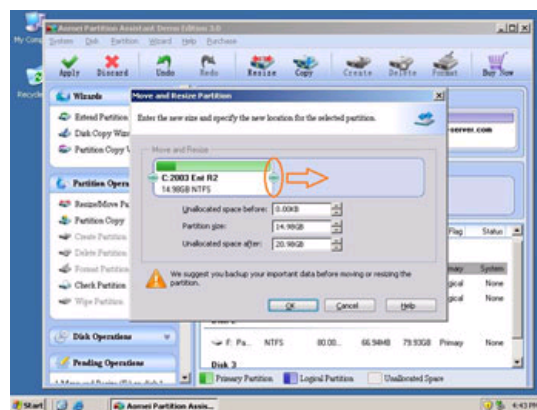 Aomei Partition Assistant Demo Edition 3.0
My Comp
System Disk Partition Wizard Help Purchase
Apply Discard Undo Redo Resize Copy Create Delete Format Buy Now
Recycle
Wizards
Move and Resize Partition
Extend Partition
Enter the new size and specify the new location for the selected partition.
Disk Copy Wiza
-server.com
Partition Copy W
Move and Resize
C:2003 Ent R2
14.98GB NTFS
Partition Opera
Unallocated space before: 0.00KB
Resize/Move Pa
Partition size: 14.98GB
Partition Copy
Flag Status
Create Partition
Unallocated space after: 20.98GB
Delete Partition
Format Partition
mary System
We suggest you backup your important data before moving or resizing the
partition.
Check Partition
gical None
Wipe Partition
gical None
OK Cancel Help
Disk Operations
F: Pa... NTFS 80.00... 66.94MB 79.93GB Primary None
Pending Operations
Disk 3
Primary Partition Logical Partition Unallocated Space
Start Aomei Partition Assis... 4:43 PM